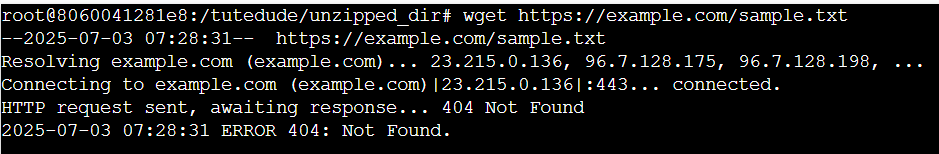 root@8060041281e8:/tutedude/unzipped_dir# wget https://example.com/sample.txt
--2025-07-03 07:28:31--  https://example.com/sample.txt
Resolving example.com (example.com)... 23.215.0.136, 96.7.128.175, 96.7.128.198, ...
Connecting to example.com (example.com)|23.215.0.136|:443... connected.
HTTP request sent, awaiting response... 404 Not Found
2025-07-03 07:28:31 ERROR 404: Not Found.